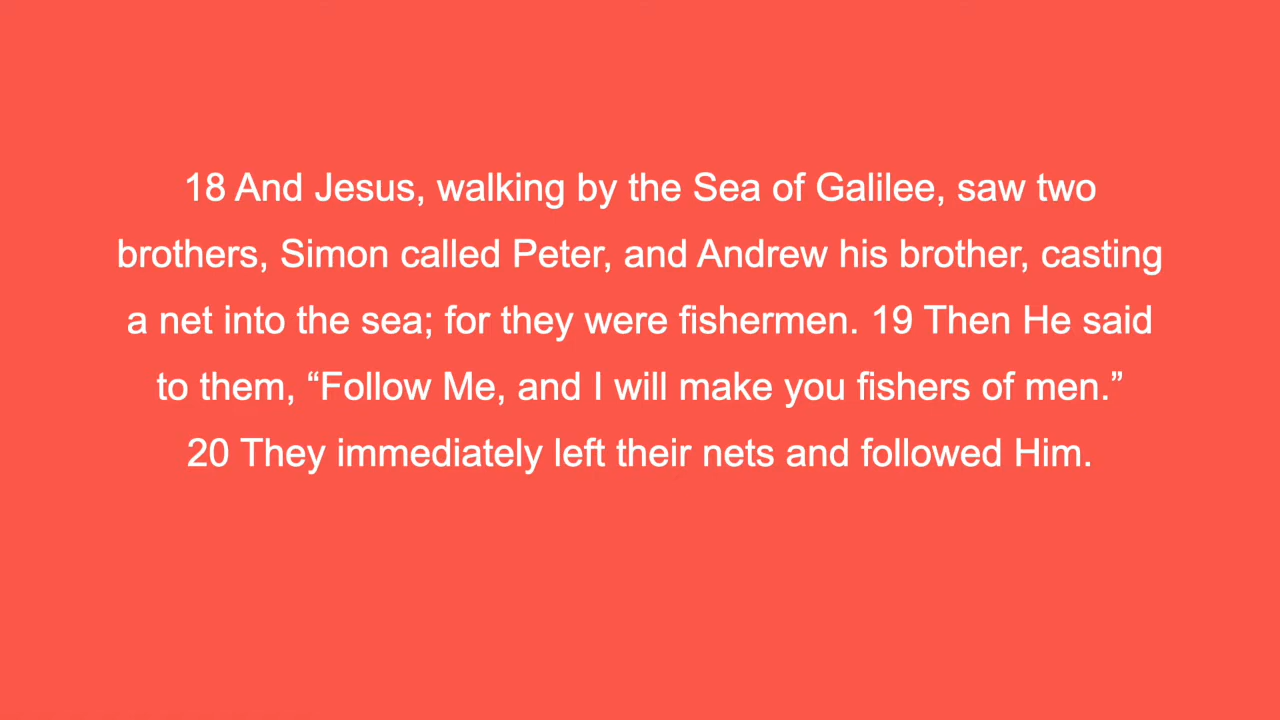 18 And Jesus, walking by the Sea of Galilee, saw two
brothers, Simon called Peter, and Andrew his brother, casting
a net into the sea; for they were fishermen. 19 Then He said
to them, “Follow Me, and I will make you fishers of men.”
20 They immediately left their nets and followed Him.